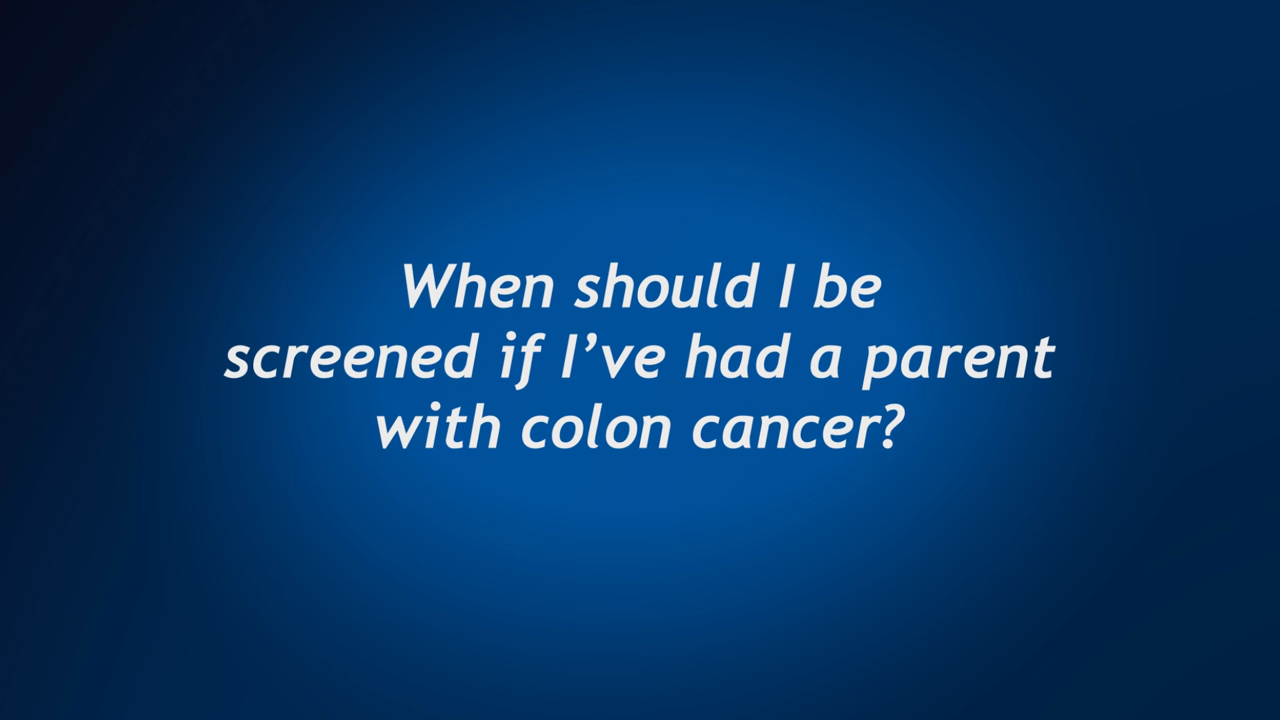 When should I be
screened if I’ve had a parent
with colon cancer?